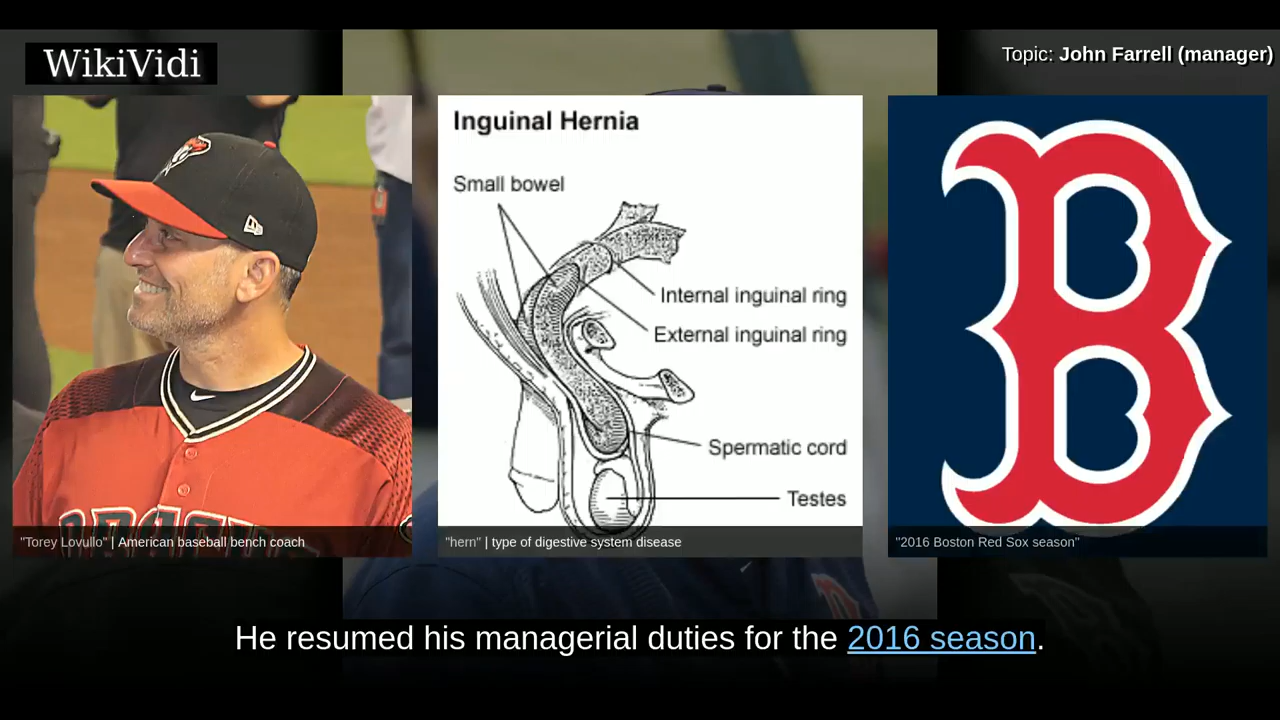 WikiVidi
Topic: John Farrell (manager)
Inguinal Hernia
Small bowel
Internal inguinal ring
External inguinal ring
Spermatic cord
Testes
B
"Torey Lovullo" | American baseball bench coach
"hern" | type of digestive system disease
"2016 Boston Red Sox season"
He resumed his managerial duties for the 2016 season.